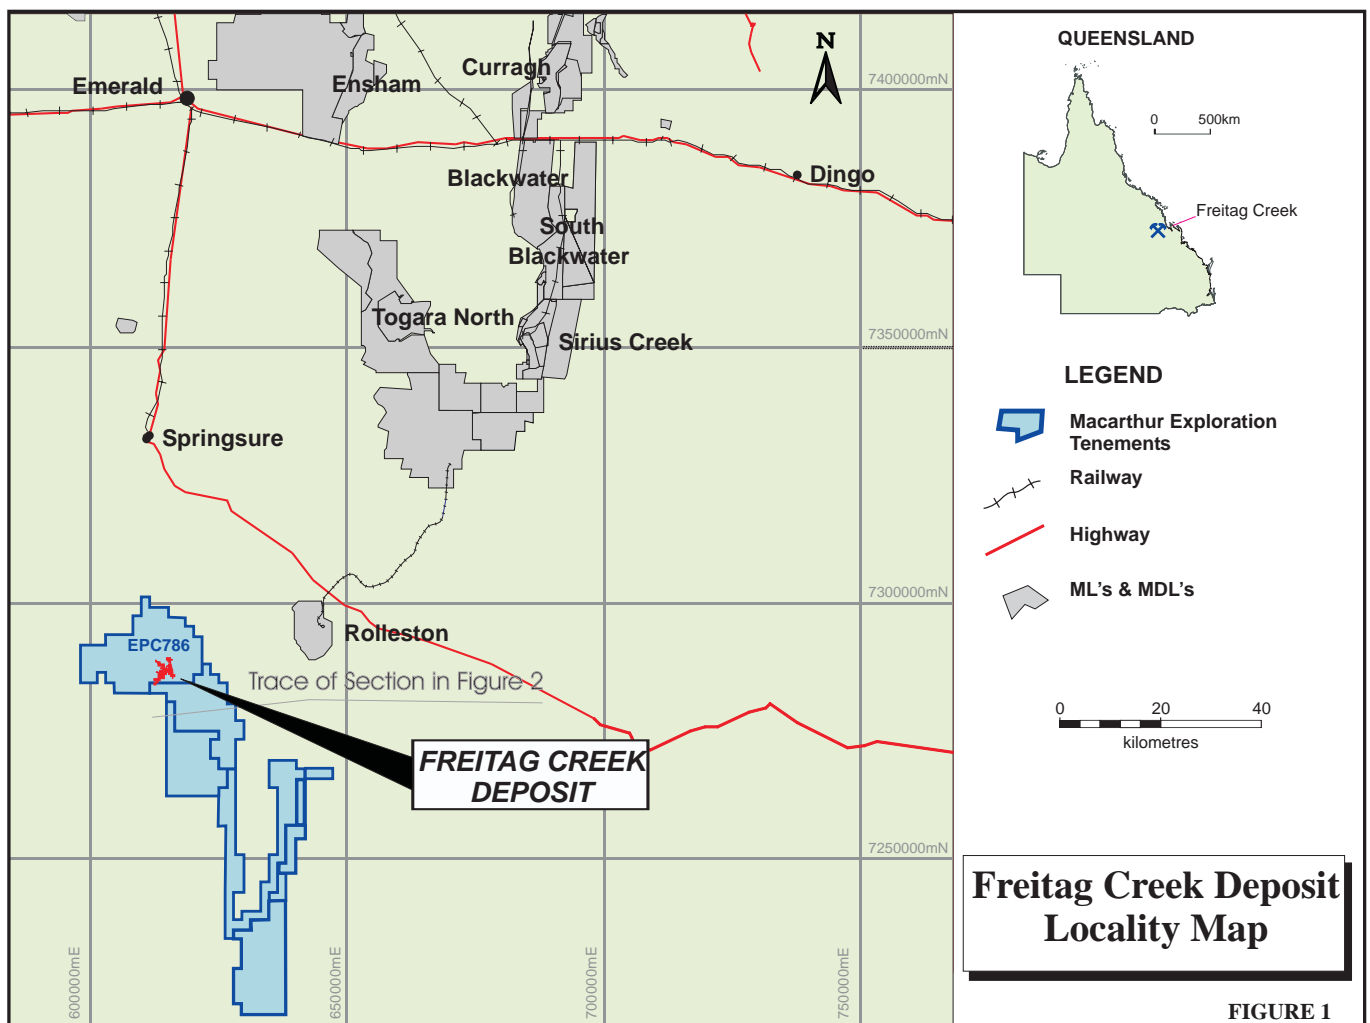 N
Emerald
Ensham
Curragh
7400000mN
Blackwater
Dingo
South
Blackwater
Togara North
Sirius Creek
7350000mN
Springsure
7300000mN
EPC786
Rolleston
Trace of Section in Figure 2
FREITAG CREEK
DEPOSIT
7250000mN
600000mE
650000mE
700000mE
750000mE
QUEENSLAND
0 500km
Freitag Creek
LEGEND
Macarthur Exploration
Tenements
Railway
Highway
ML's & MDL's
0 20 40
kilometres
Freitag Creek Deposit
Locality Map
FIGURE 1